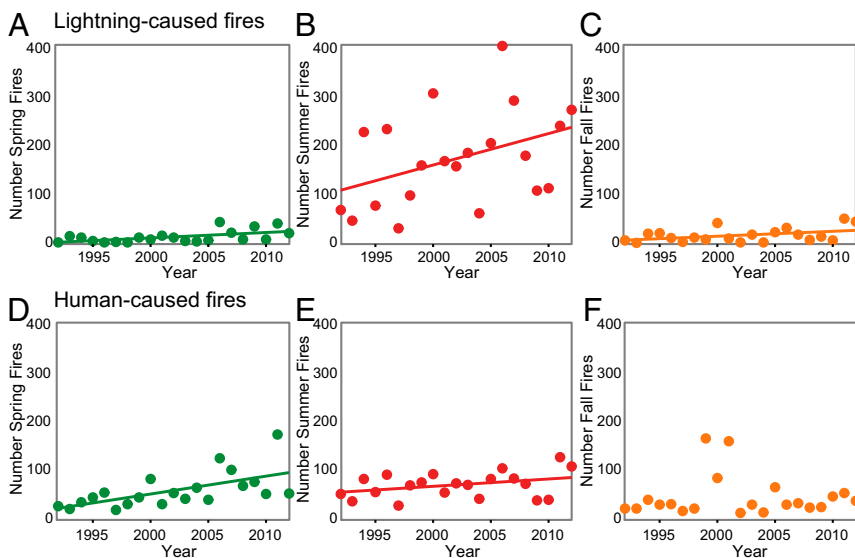 A Lightning-caused fires B C
Number Spring Fires
400
300
200
100
0
1995 2000 2005 2010
Year
Number Summer Fires
400
300
200
100
0
1995 2000 2005 2010
Year
Number Fall Fires
400
300
200
100
0
1995 2000 2005 2010
Year
D Human-caused fires E F
Number Spring Fires
400
300
200
100
0
1995 2000 2005 2010
Year
Number Summer Fires
400
300
200
100
0
1995 2000 2005 2010
Year
Number Fall Fires
400
300
200
100
0
1995 2000 2005 2010
Year